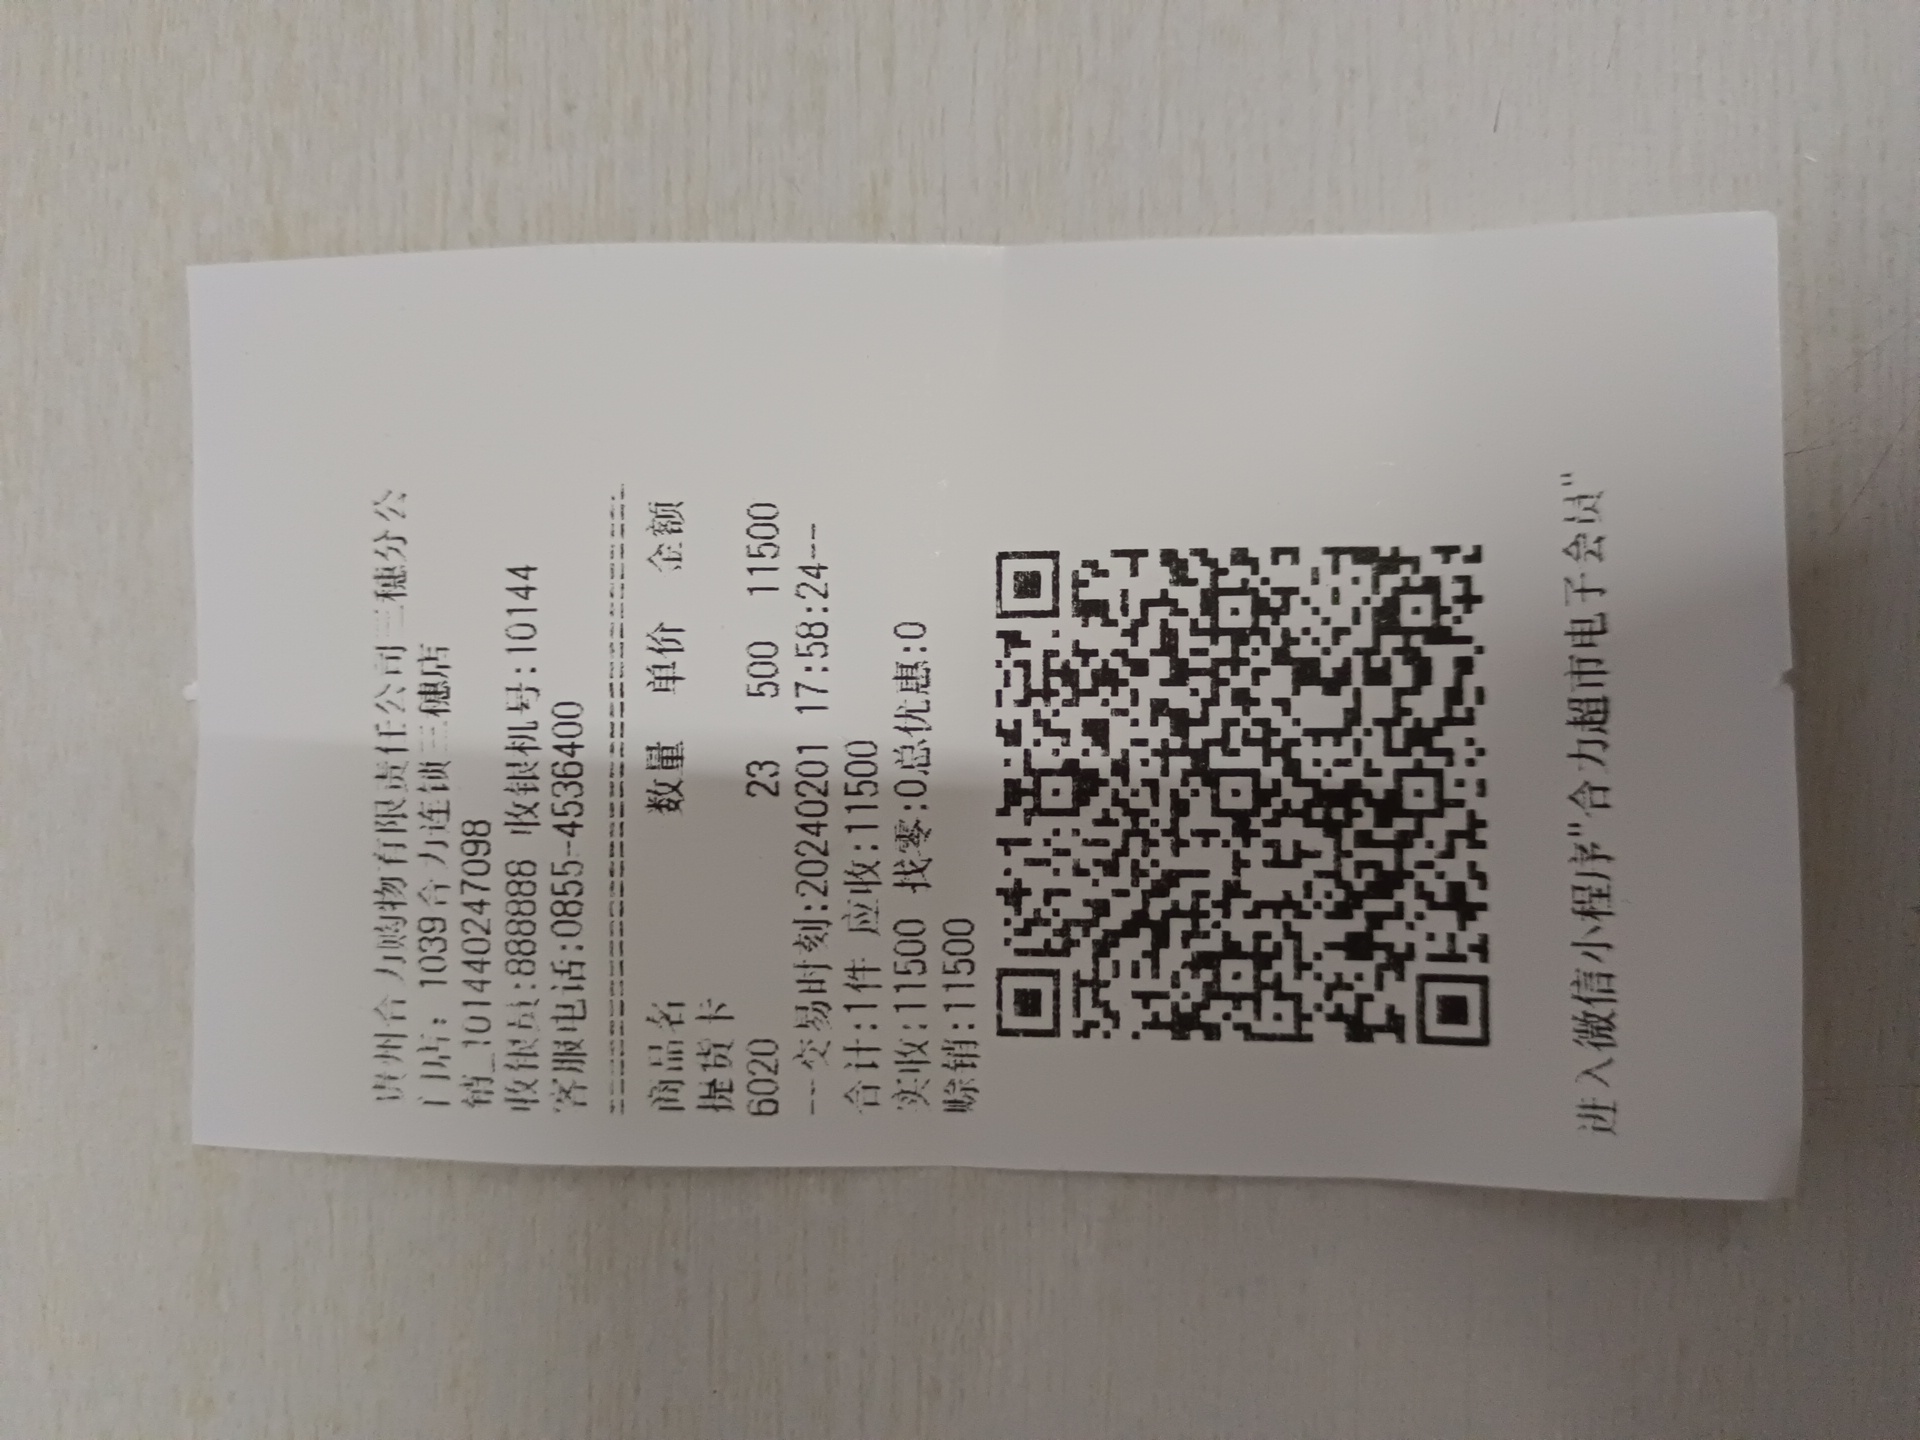 贵州合力购物有限责任公司三穗分公
门店：1039合力连锁三穗店
销_1014402247098
收银员:888888 收银机号:10144
客服电话:0855-4536400
商品名 数量 单价 金额
提货卡
6020 23 500 11500
---交易时刻:20240201 17:58:24---
合计:1件 应收:11500
实收:11500 找零:0总优惠:0
赊销:11500
进入微信小程序"合力超市电子会员"